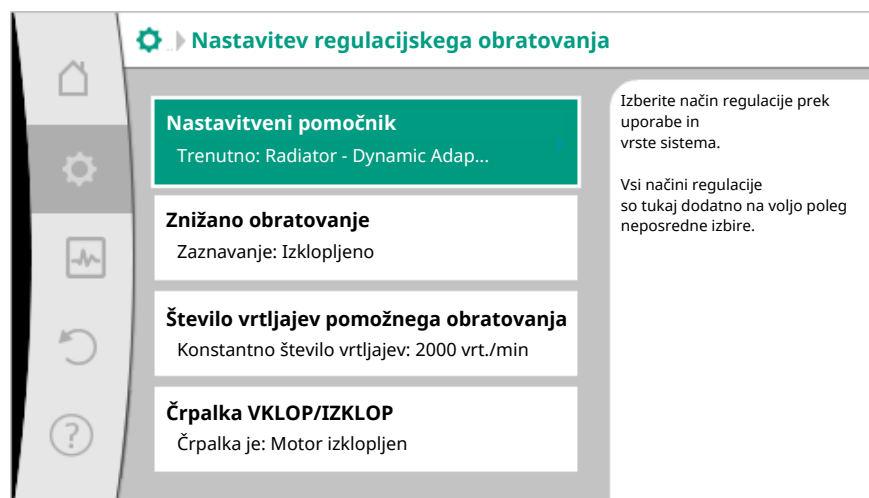 Nastavitev regulacijskega obratovanja
Nastavitveni pomočnik
Trenutno: Radiator - Dynamic Adap...
Znižano obratovanje
Zaznavanje: Izklopljeno
Število vrtljajev pomožnega obratovanja
Konstantno število vrtljajev: 2000 vrt./min
Črpalka VKLOP/IZKLOP
Črpalka je: Motor izklopljen
Izberite način regulacije prek
uporabe in
vrste sistema.
Vsi načini regulacije
so tukaj dodatno na voljo poleg
neposredne izbire.